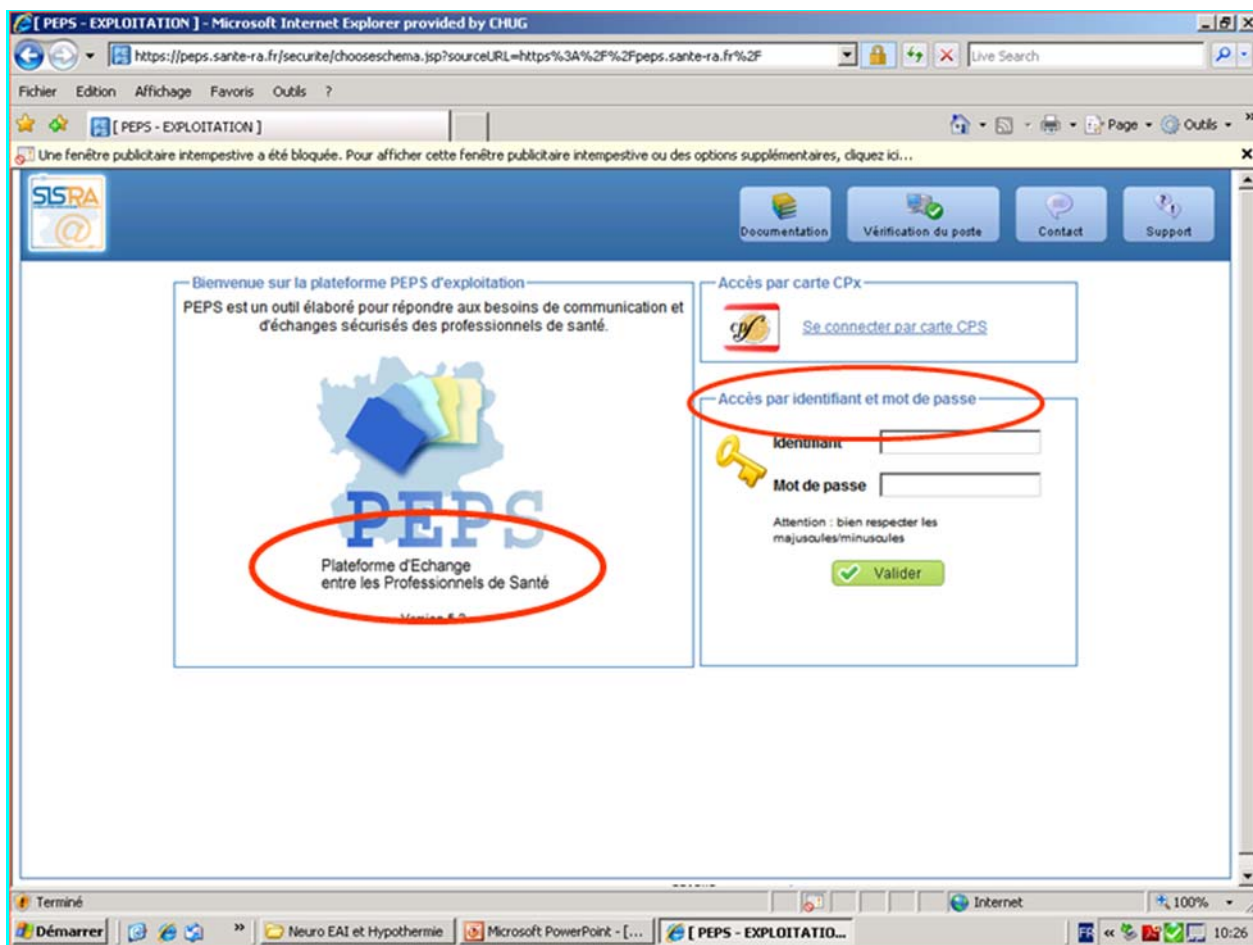 [ PEPS - EXPLOITATION ] - Microsoft Internet Explorer provided by CHUG
https://peps.sante-ra.fr/securite/chooseschema.jsp?sourceURL=https%3A%2F%2Fpeps.sante-ra.fr%2F
Live Search
Fichier Edition Affichage Favoris Outils ?
[ PEPS - EXPLOITATION ]
Page Outils
Une fenêtre publicitaire intempestive a été bloquée. Pour afficher cette fenêtre publicitaire intempestive ou des options supplémentaires, cliquez ici...
SISRA
@
Documentation
Vérification du poste
Contact
Support
Bienvenue sur la plateforme PEPS d'exploitation
PEPS est un outil élaboré pour répondre aux besoins de communication et
d'échanges sécurisés des professionnels de santé.
PEPS
Plateforme d'Echange
entre les Professionnels de Santé
Accès par carte CPx
cps
Se connecter par carte CPS
Accès par identifiant et mot de passe
Identifiant
Mot de passe
Attention : bien respecter les
majuscules/minuscules
Valider
Terminé
Internet
100%
Démarrer
Neuro EAI et Hypothermie
Microsoft PowerPoint - [...
[ PEPS - EXPLOITATIO...
FR
10:26